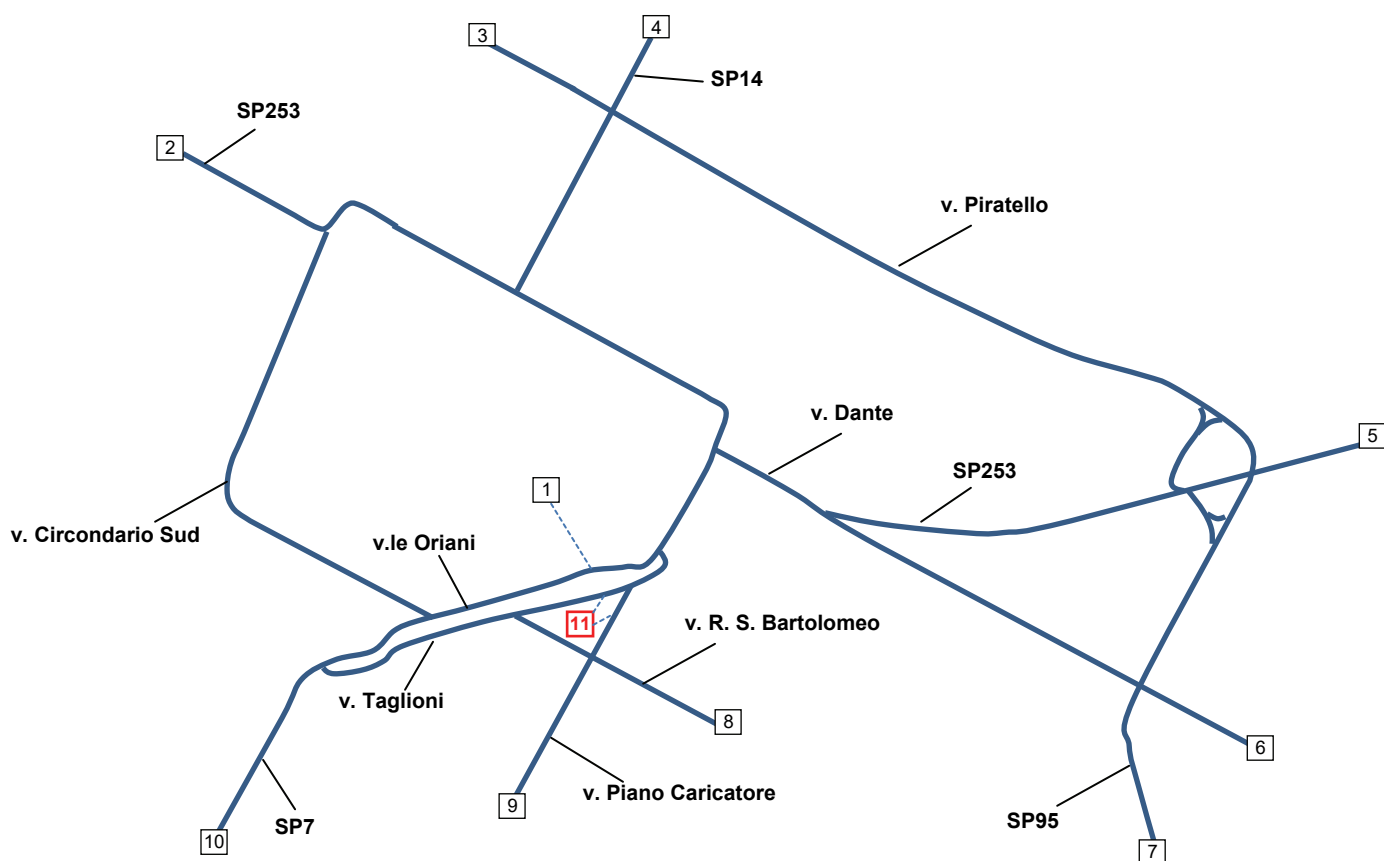 4
3
SP14
SP253
2
v. Piratello
v. Dante
5
SP253
1
v. Circondario Sud
v.le Oriani
11
v. R. S. Bartolomeo
v. Taglioni
8
6
v. Piano Caricatore
9
SP7
SP95
10
7